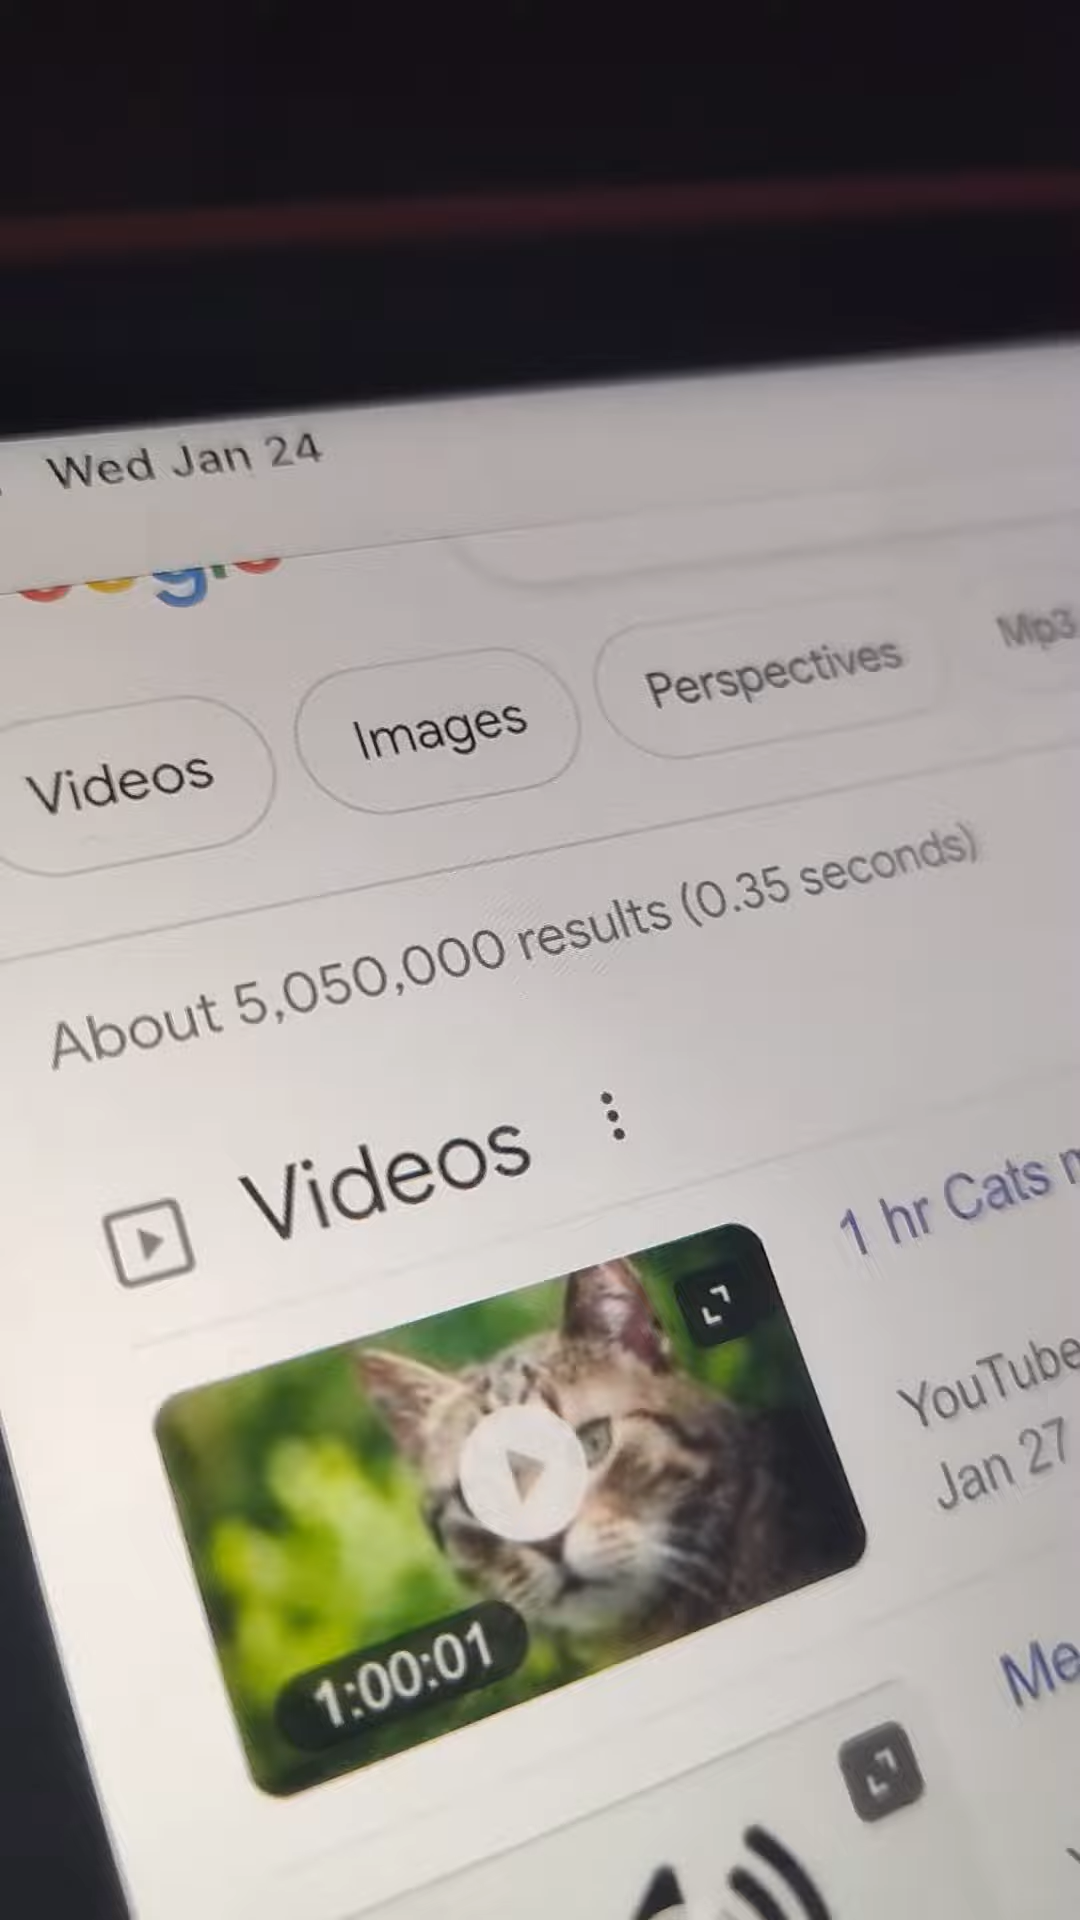 Wed Jan 24
Videos
Images
Perspectives
Mp3
About 5,050,000 results (0.35 seconds)
Videos
1 hr Cats
YouTube
Jan 27
1:00:01
Me